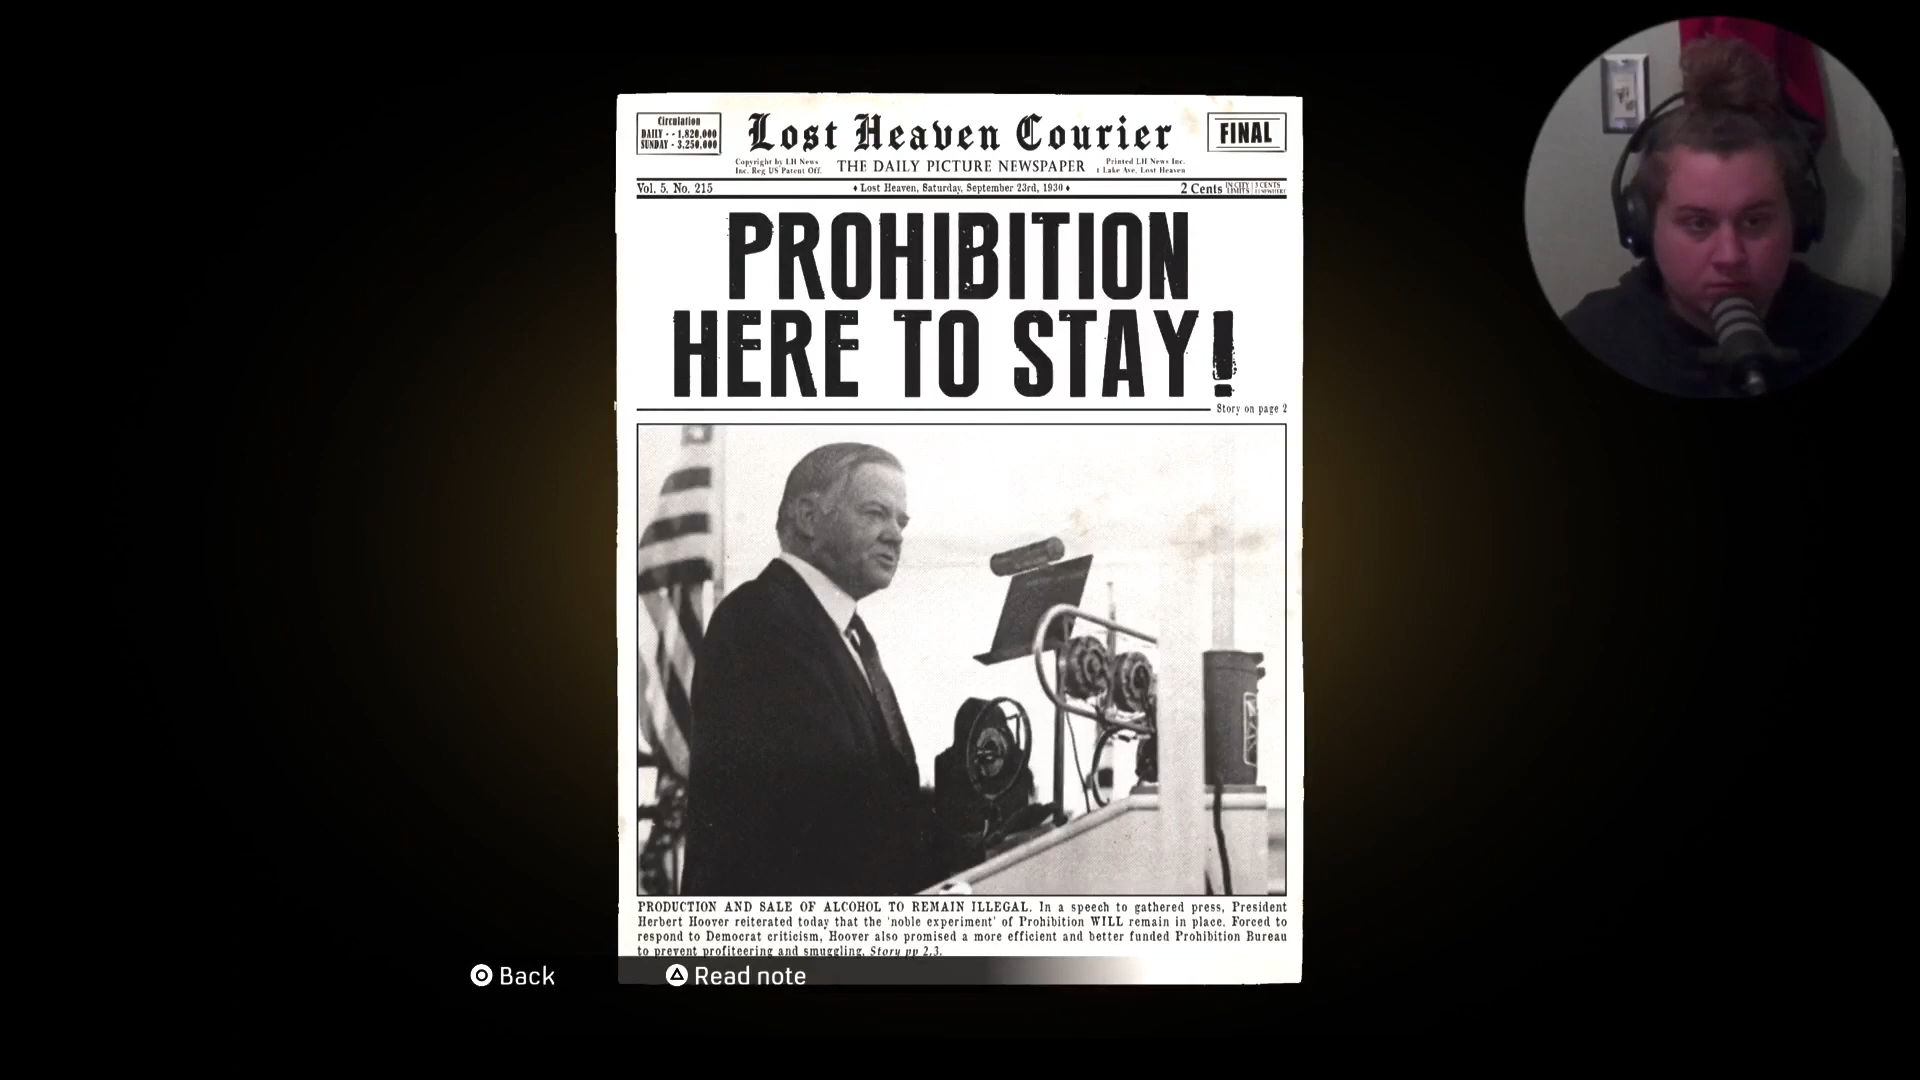 Circulation
DAILY - - 1,820,000
SUNDAY - 3,250,000
Lost Heaven Courier
FINAL
Copyright by LH News
Inc. Reg US Patent Off.
THE DAILY PICTURE NEWSPAPER
Printed LH News Inc.
1 Lake Ave, Lost Heaven
Vol. 5. No. 215
♦ Lost Heaven, Saturday, September 23rd, 1930 ♦
2 Cents IN CITY LIMITS 3 CENTS
PROHIBITION
HERE TO STAY!
Story on page 2
PRODUCTION AND SALE OF ALCOHOL TO REMAIN ILLEGAL. In a speech to gathered press, President
Herbert Hoover reiterated today that the 'noble experiment' of Prohibition WILL remain in place. Forced to
respond to Democrat criticism, Hoover also promised a more efficient and better funded Prohibition Bureau
to prevent profiteering and smuggling. Story pp 2,3.
Back
Read note